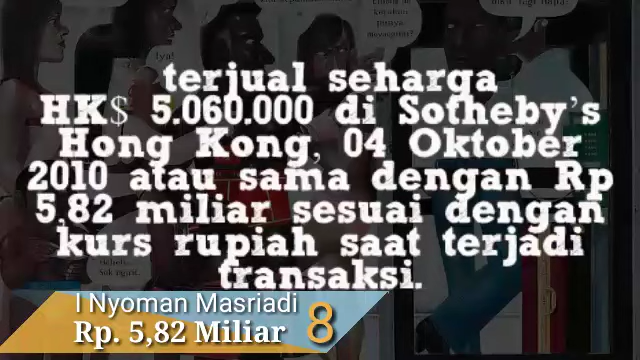 Iya!
terjual seharga
HK$ 5.060.000 di Sotheby's
Hong Kong, 04 Oktober
2010 atau sama dengan Rp
5,82 miliar sesuai dengan
kurs rupiah saat terjadi
transaksi.
I Nyoman Masriadi
Rp. 5,82 Miliar
8